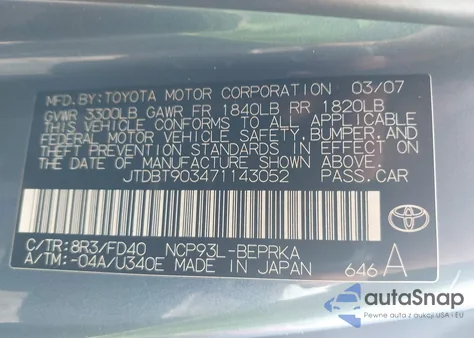 MFD.BY:TOYOTA MOTOR CORPORATION 03/07
GVWR 3300LB GAWR FR 1840LB RR 1820LB
THIS VEHICLE CONFORMS TO ALL APPLICABLE
FEDERAL MOTOR VEHICLE SAFETY, BUMPER, AND
THEFT PREVENTION STANDARDS IN EFFECT ON
THE DATE OF MANUFACTURE SHOWN ABOVE.
JTDBT903471143052 PASS.CAR
TOYOTA
C/TR:8R3/FD40 NCP93L-BEPRKA
A/TM:-04A/U340E MADE IN JAPAN 646 A
autoSnap
Auta z aukcji USA i EU